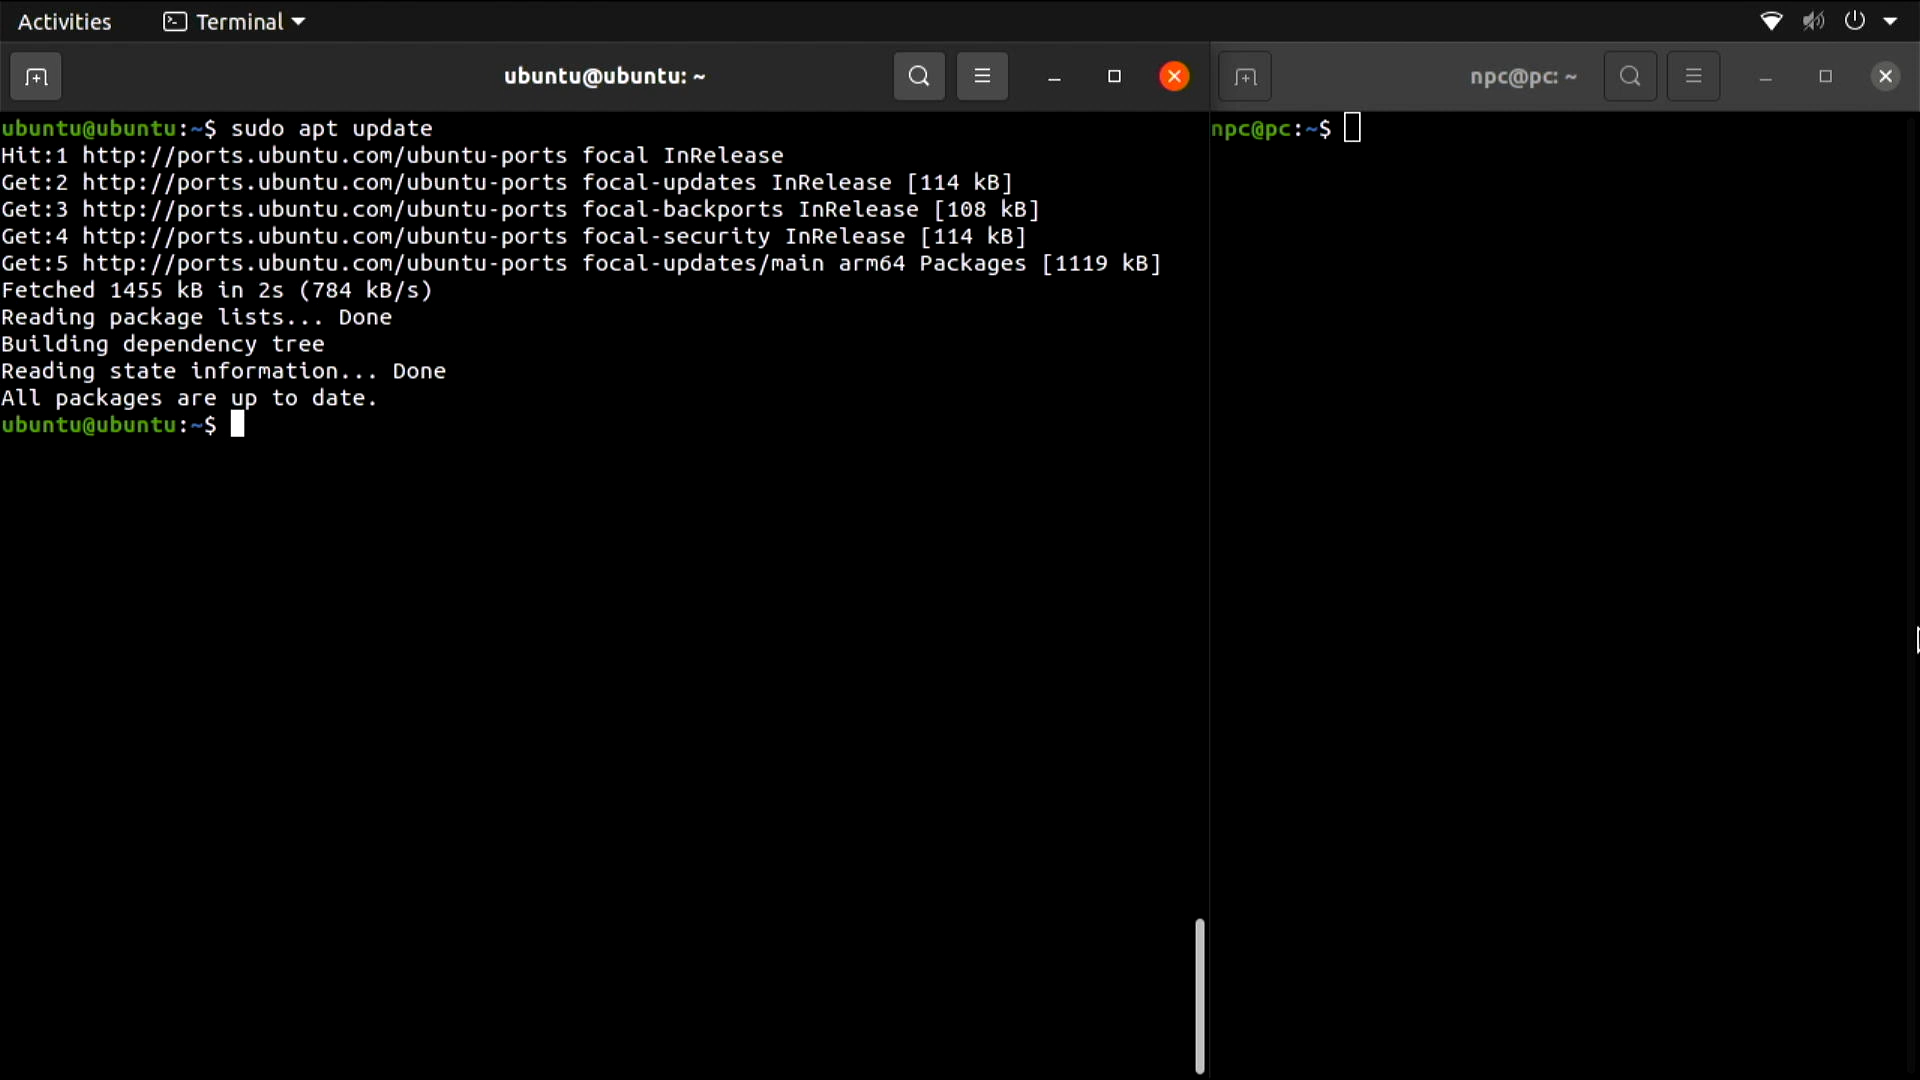 Activities Terminal
ubuntu@ubuntu: ~
ubuntu@ubuntu:~$ sudo apt update
Hit:1 http://ports.ubuntu.com/ubuntu-ports focal InRelease
Get:2 http://ports.ubuntu.com/ubuntu-ports focal-updates InRelease [114 kB]
Get:3 http://ports.ubuntu.com/ubuntu-ports focal-backports InRelease [108 kB]
Get:4 http://ports.ubuntu.com/ubuntu-ports focal-security InRelease [114 kB]
Get:5 http://ports.ubuntu.com/ubuntu-ports focal-updates/main arm64 Packages [1119 kB]
Fetched 1455 kB in 2s (784 kB/s)
Reading package lists... Done
Building dependency tree
Reading state information... Done
All packages are up to date.
ubuntu@ubuntu:~$
npc@pc: ~
npc@pc:~$